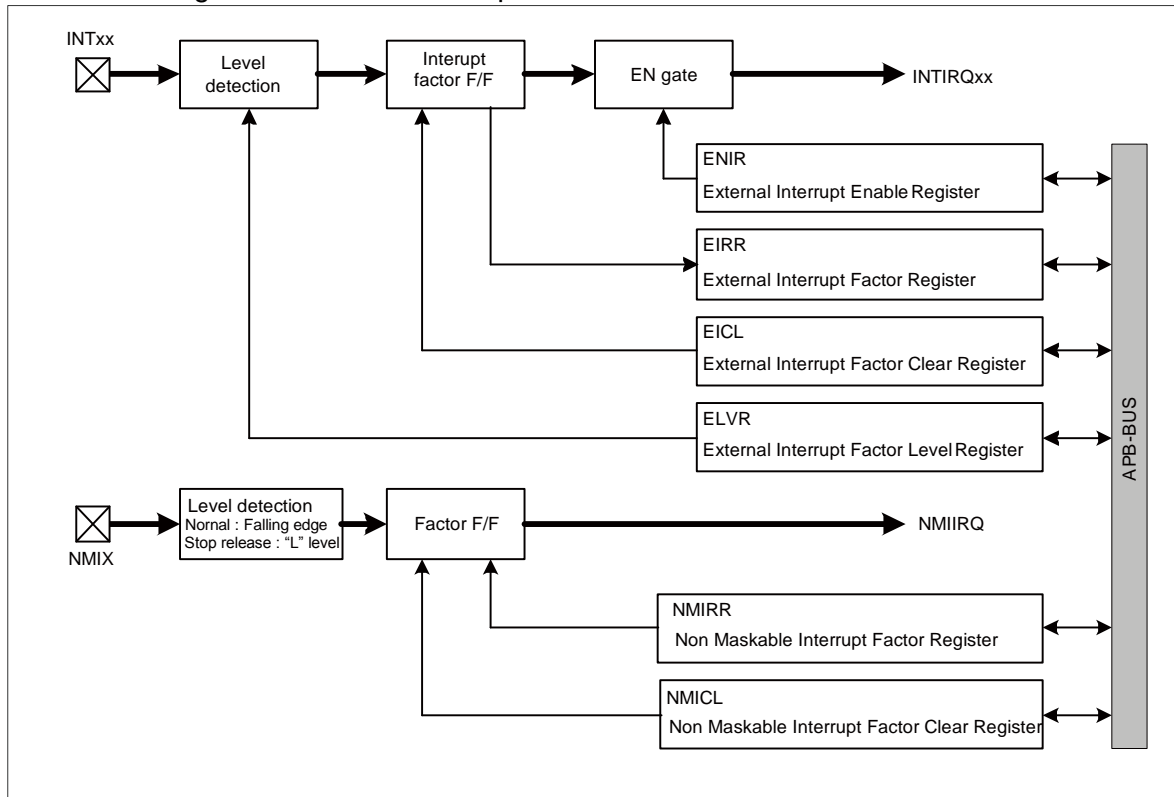 INTxx
Level
detection
Interupt
factor F/F
EN gate
INTIRQxx
ENIR
External Interrupt Enable Register
EIRR
External Interrupt Factor Register
EICL
External Interrupt Factor Clear Register
ELVR
External Interrupt Factor Level Register
APB-BUS
NMIX
Level detection
Nornal : Falling edge
Stop release : “L” level
Factor F/F
NMIIRQ
NMIRR
Non Maskable Interrupt Factor Register
NMICL
Non Maskable Interrupt Factor Clear Register